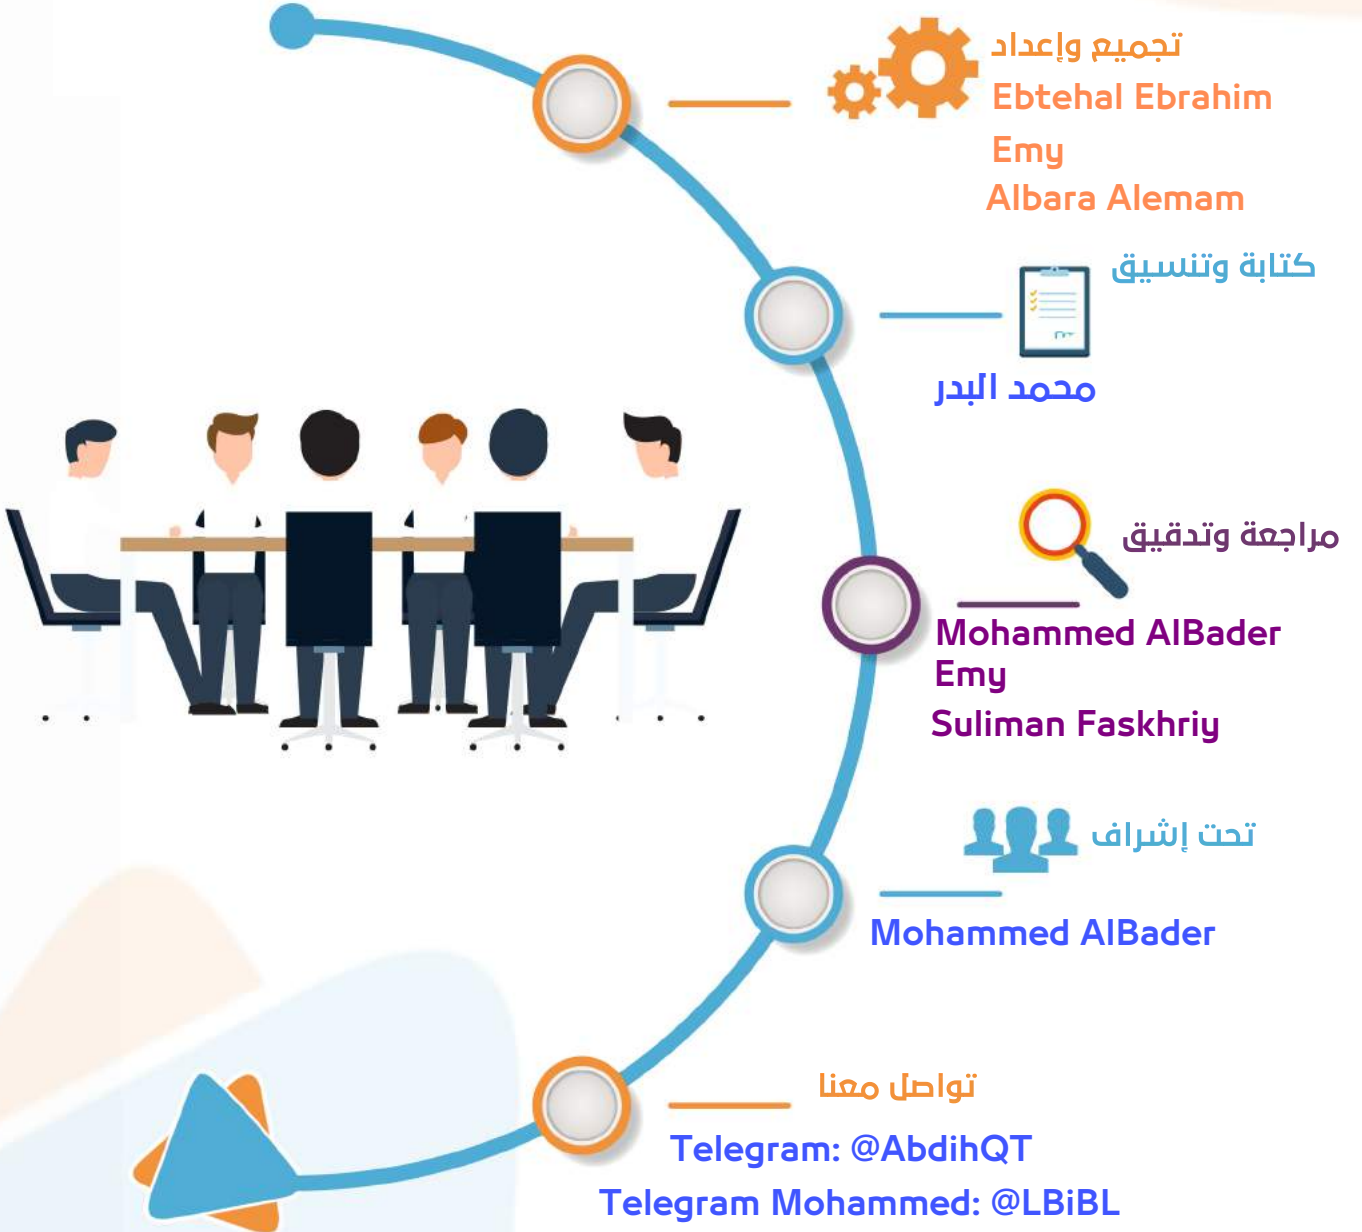 تجميع وإعداد
Ebtehal Ebrahim
Emy
Albara Alemam
كتابة وتنسيق
محمد البدر
مراجعة وتدقيق
Mohammed AlBader
Emy
Suliman Faskhriy
تحت إشراف
Mohammed AlBader
تواصل معنا
Telegram: @AbdihQT
Telegram Mohammed: @LBiBL